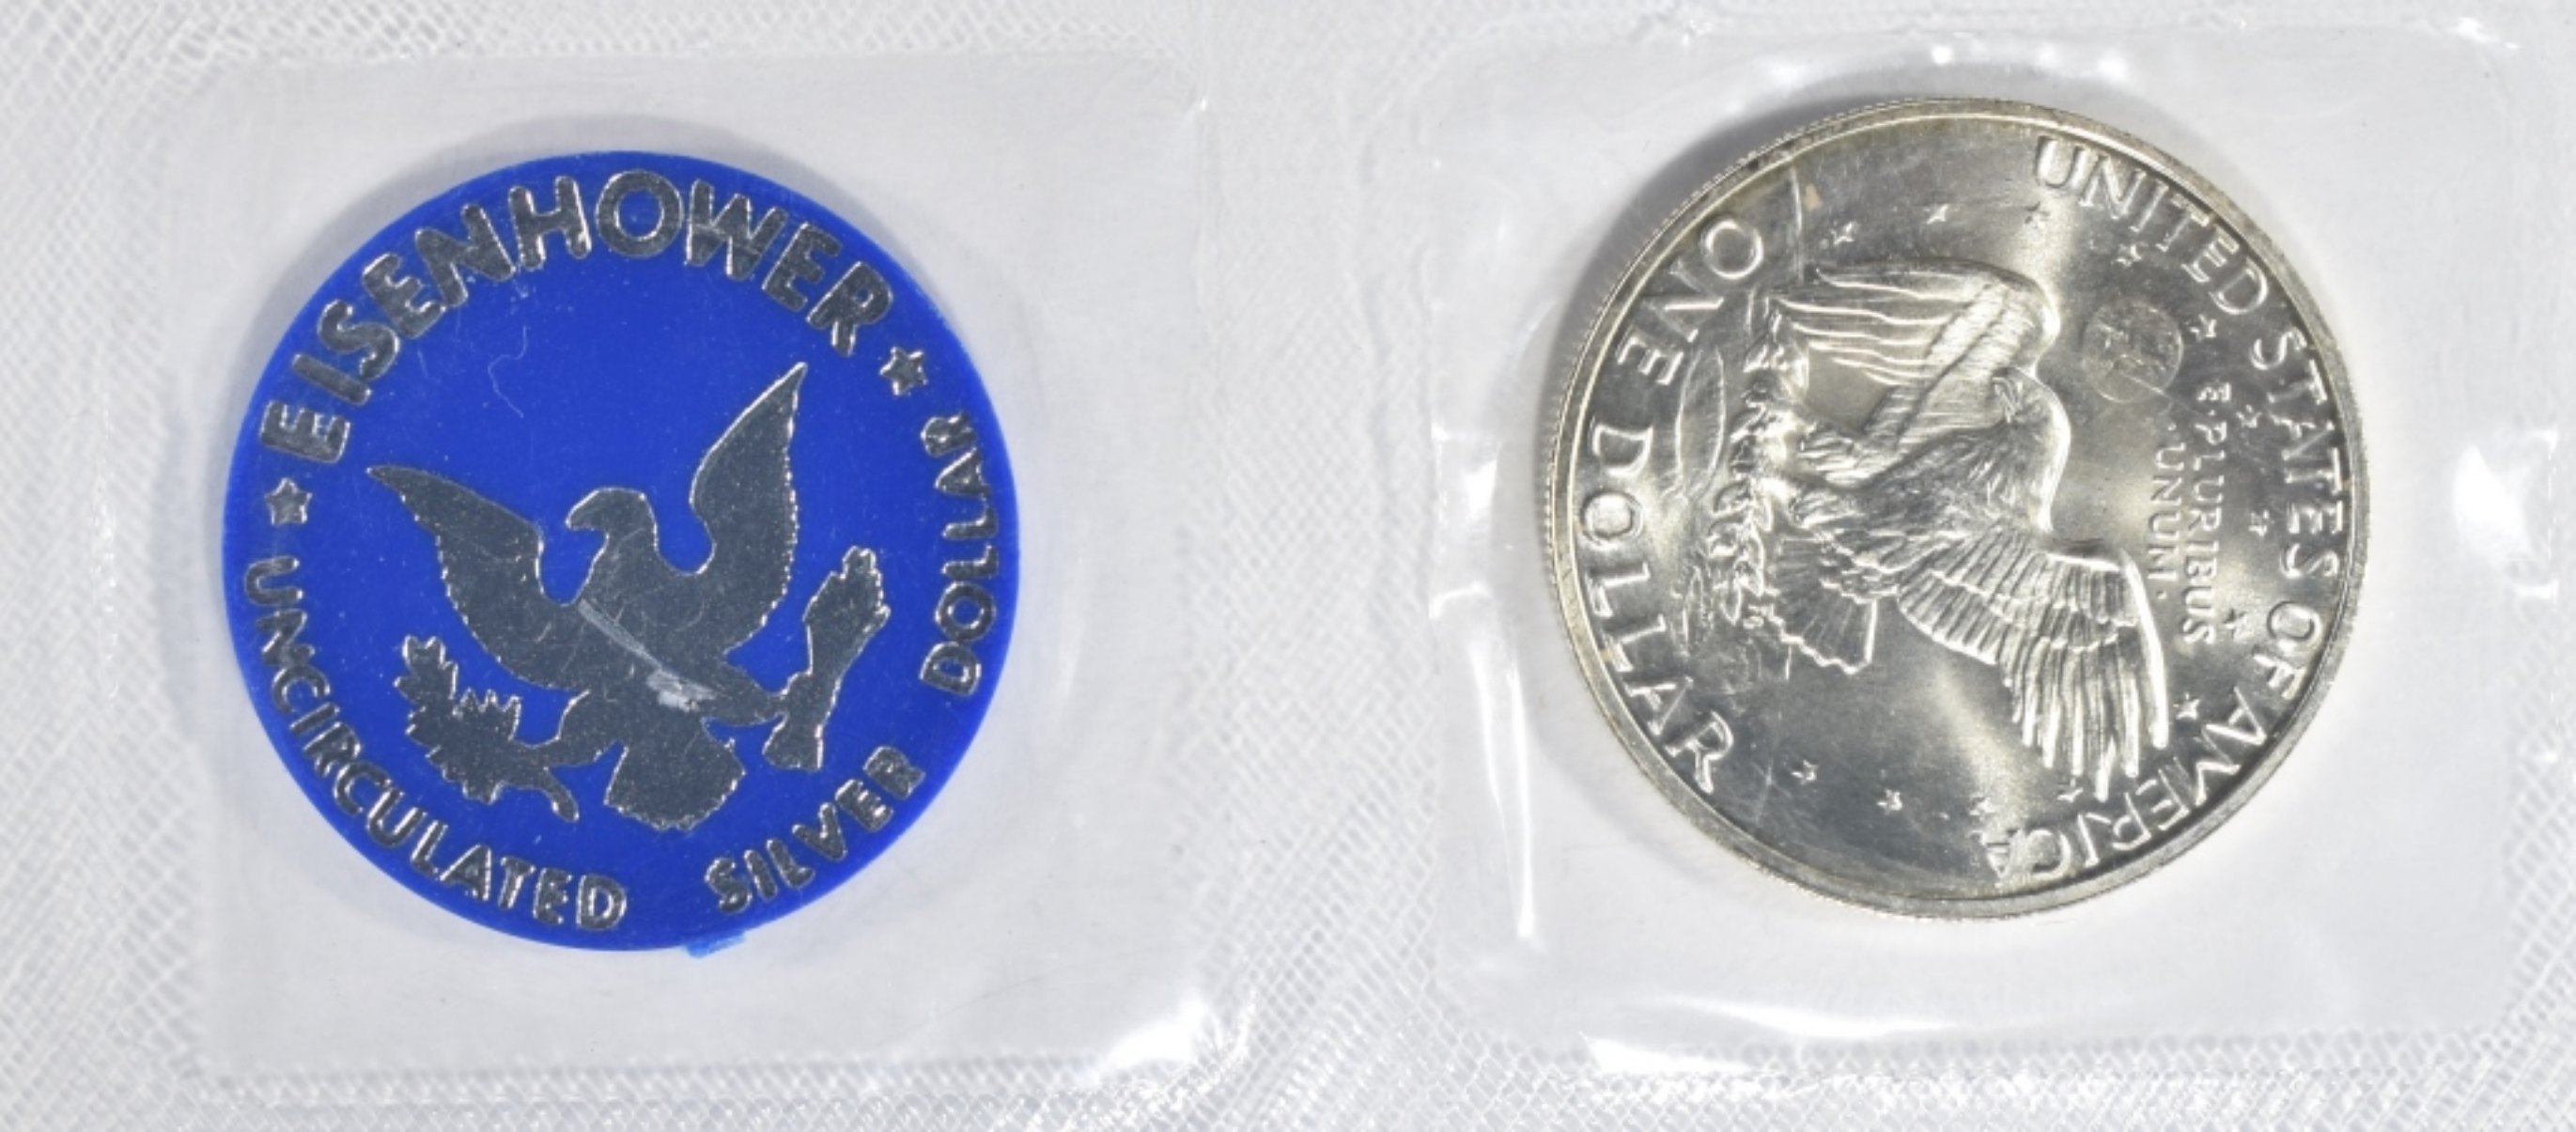 EISENHOWER
UNCIRCULATED SILVER DOLLAR
UNITED STATES OF AMERICA
E·PLURIBUS
·UNUM·
ONE DOLLAR